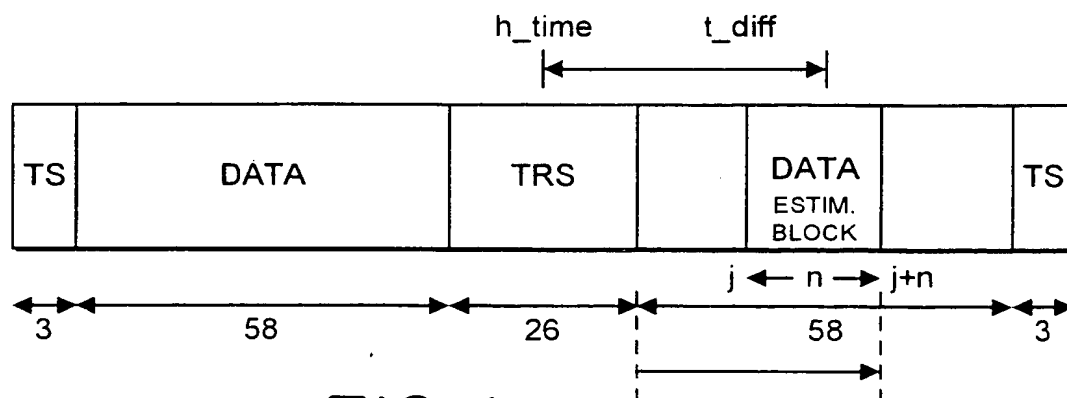 h_time t_diff
TS DATA TRS DATA TS
ESTIM.
BLOCK
j n j+n
3 58 26 58 3